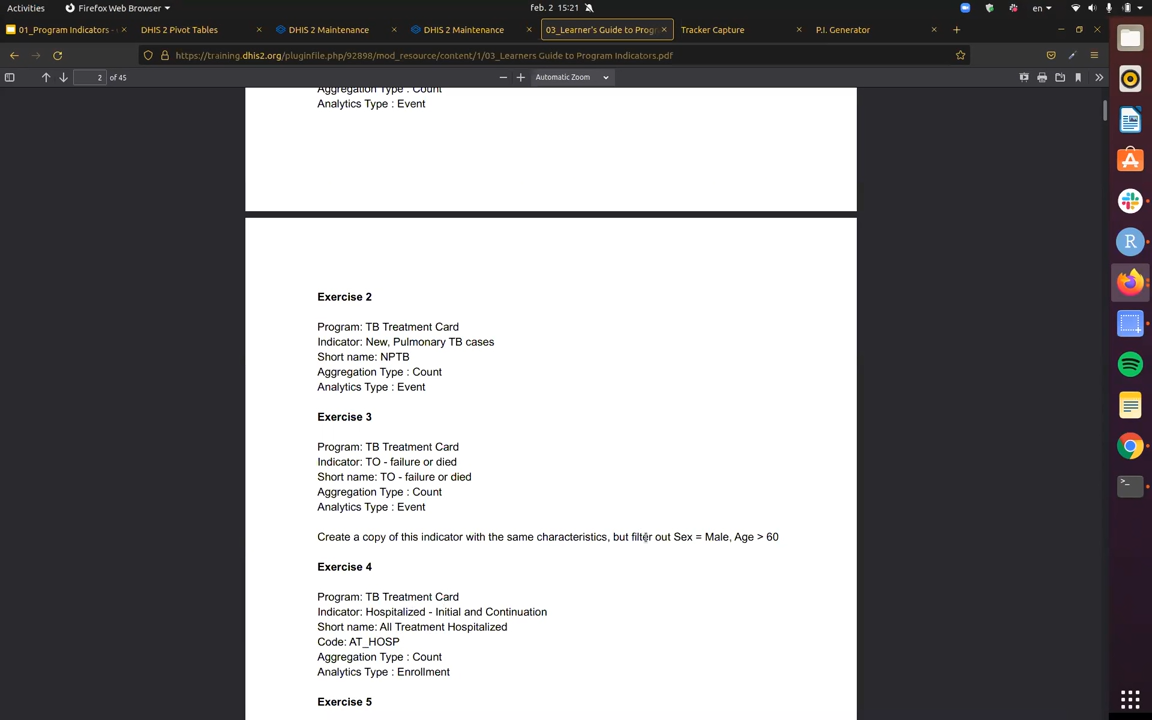 Activities
Firefox Web Browser
feb. 2 15:21
en
01_Program Indicators -
DHIS 2 Pivot Tables
DHIS 2 Maintenance
DHIS 2 Maintenance
03_Learner's Guide to Progr
Tracker Capture
P.I. Generator
https://training.dhis2.org/pluginfile.php/92898/mod_resource/content/1/03_Learners Guide to Program Indicators.pdf
2 of 45
Automatic Zoom
Aggregation Type : Count
Analytics Type : Event
Exercise 2
Program: TB Treatment Card
Indicator: New, Pulmonary TB cases
Short name: NPTB
Aggregation Type : Count
Analytics Type : Event
Exercise 3
Program: TB Treatment Card
Indicator: TO - failure or died
Short name: TO - failure or died
Aggregation Type : Count
Analytics Type : Event
Create a copy of this indicator with the same characteristics, but filter out Sex = Male, Age > 60
Exercise 4
Program: TB Treatment Card
Indicator: Hospitalized - Initial and Continuation
Short name: All Treatment Hospitalized
Code: AT_HOSP
Aggregation Type : Count
Analytics Type : Enrollment
Exercise 5